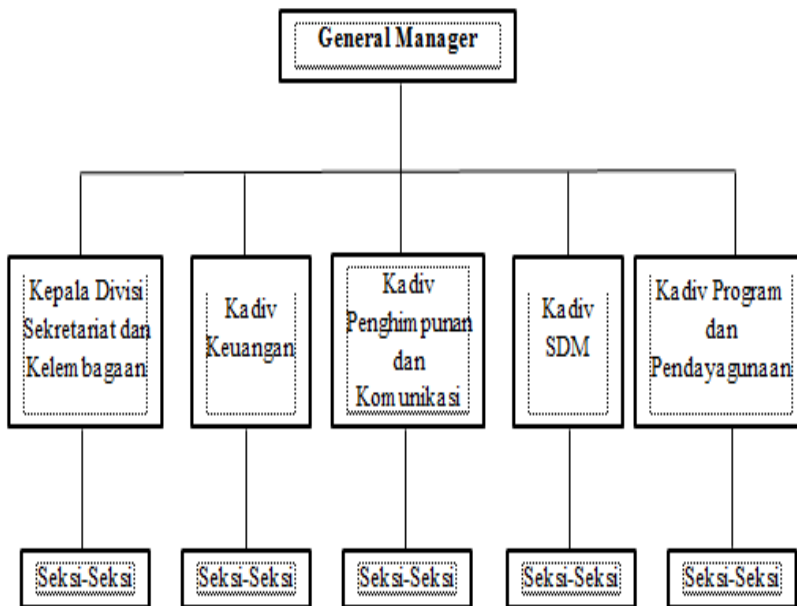 General Manager
Kepala Divisi
Sekretariat dan
Kelembagaan
Kadiv
Keuangan
Kadiv
Penghimpunan
dan
Komunikasi
Kadiv
SDM
Kadiv Program
dan
Pendayagunaan
Seksi-Seksi
Seksi-Seksi
Seksi-Seksi
Seksi-Seksi
Seksi-Seksi